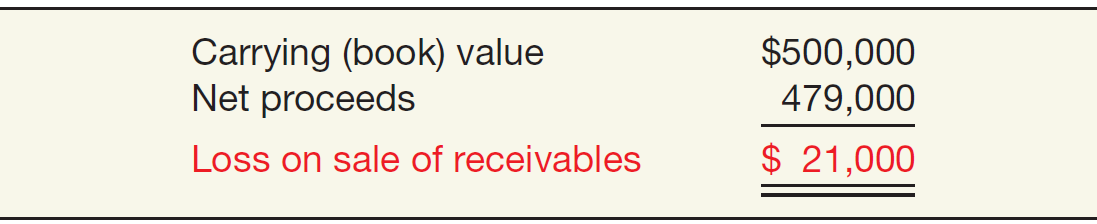 Carrying (book) value $500,000
Net proceeds 479,000
Loss on sale of receivables $ 21,000